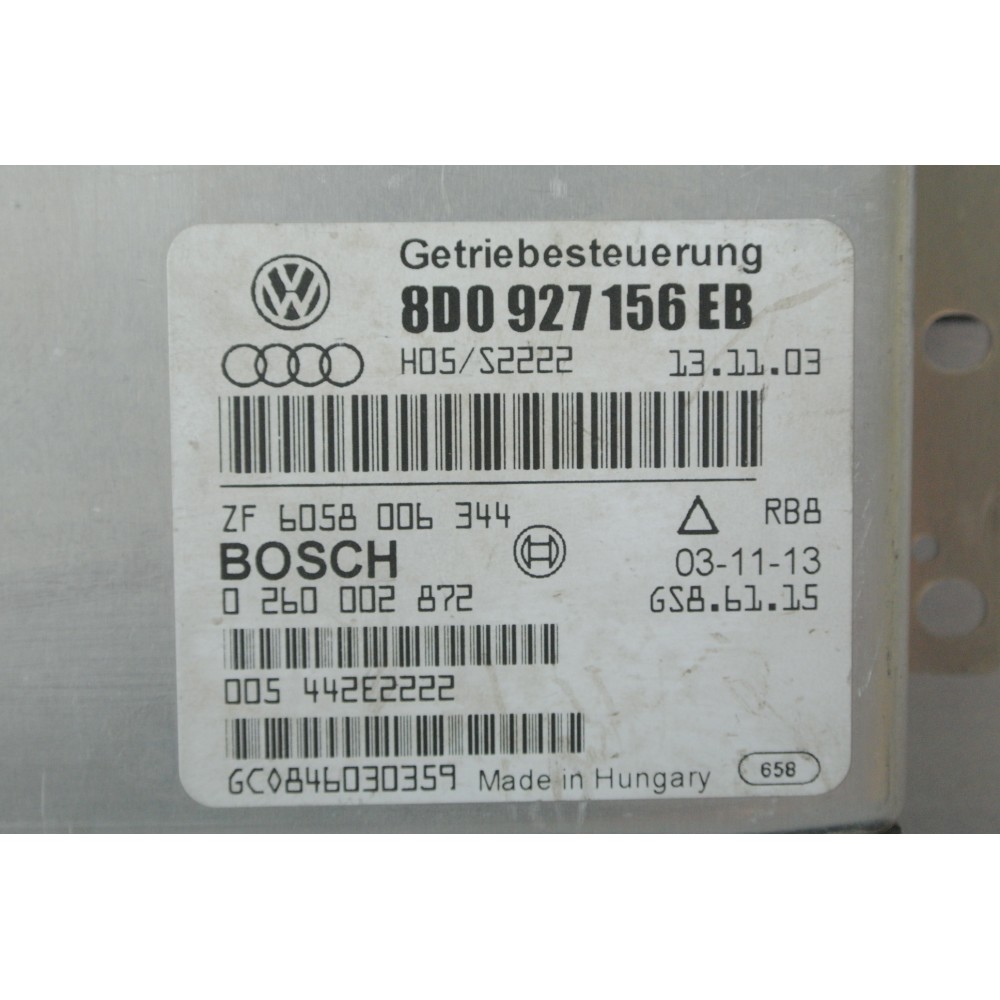 Getriebesteuerung
8D0 927 156 EB
H05/S2222 13.11.03
ZF 6058 006 344 RB8
BOSCH 03-11-13
0 260 002 872 GS8.61.15
005 442E2222
GC0846030359 Made in Hungary 658